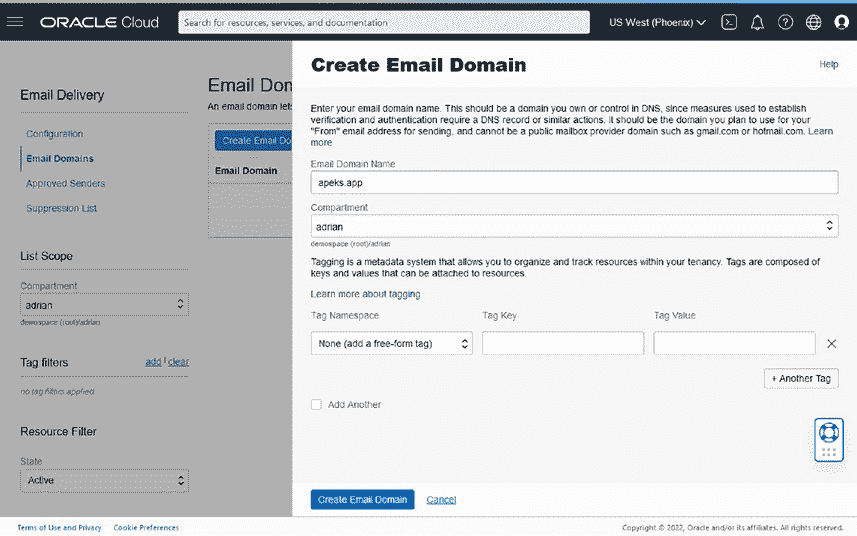 ORACLE Cloud
Search for resources, services, and documentation
US West (Phoenix)
Email Delivery
Configuration
Email Domains
Approved Senders
Suppression List
List Scope
Compartment
adrian
demospace (root)/adrian
Tag filters add | clear
no tag filters applied
Resource Filter
State
Active
Email Don
An email domain lets
Create Email Do
Email Domain
Create Email Domain
Help
Enter your email domain name. This should be a domain you own or control in DNS, since measures used to establish
verification and authentication require a DNS record or similar actions. It should be the domain you plan to use for your
"From" email address for sending, and cannot be a public mailbox provider domain such as gmail.com or hotmail.com. Learn
more
Email Domain Name
apeks.app
Compartment
adrian
demospace (root)/adrian
Tagging is a metadata system that allows you to organize and track resources within your tenancy. Tags are composed of
keys and values that can be attached to resources.
Learn more about tagging
Tag Namespace Tag Key Tag Value
None (add a free-form tag)
+ Another Tag
Add Another
Create Email Domain Cancel
Terms of Use and Privacy Cookie Preferences
Copyright © 2022, Oracle and/or its affiliates. All rights reserved.